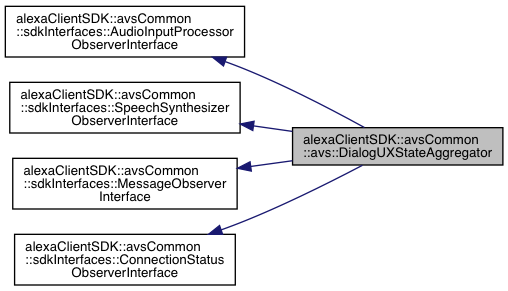 alexaClientSDK::avsCommon
::sdkInterfaces::AudioInputProcessor
ObserverInterface
alexaClientSDK::avsCommon
::sdkInterfaces::SpeechSynthesizer
ObserverInterface
alexaClientSDK::avsCommon
::avs::DialogUXStateAggregator
alexaClientSDK::avsCommon
::sdkInterfaces::MessageObserver
Interface
alexaClientSDK::avsCommon
::sdkInterfaces::ConnectionStatus
ObserverInterface